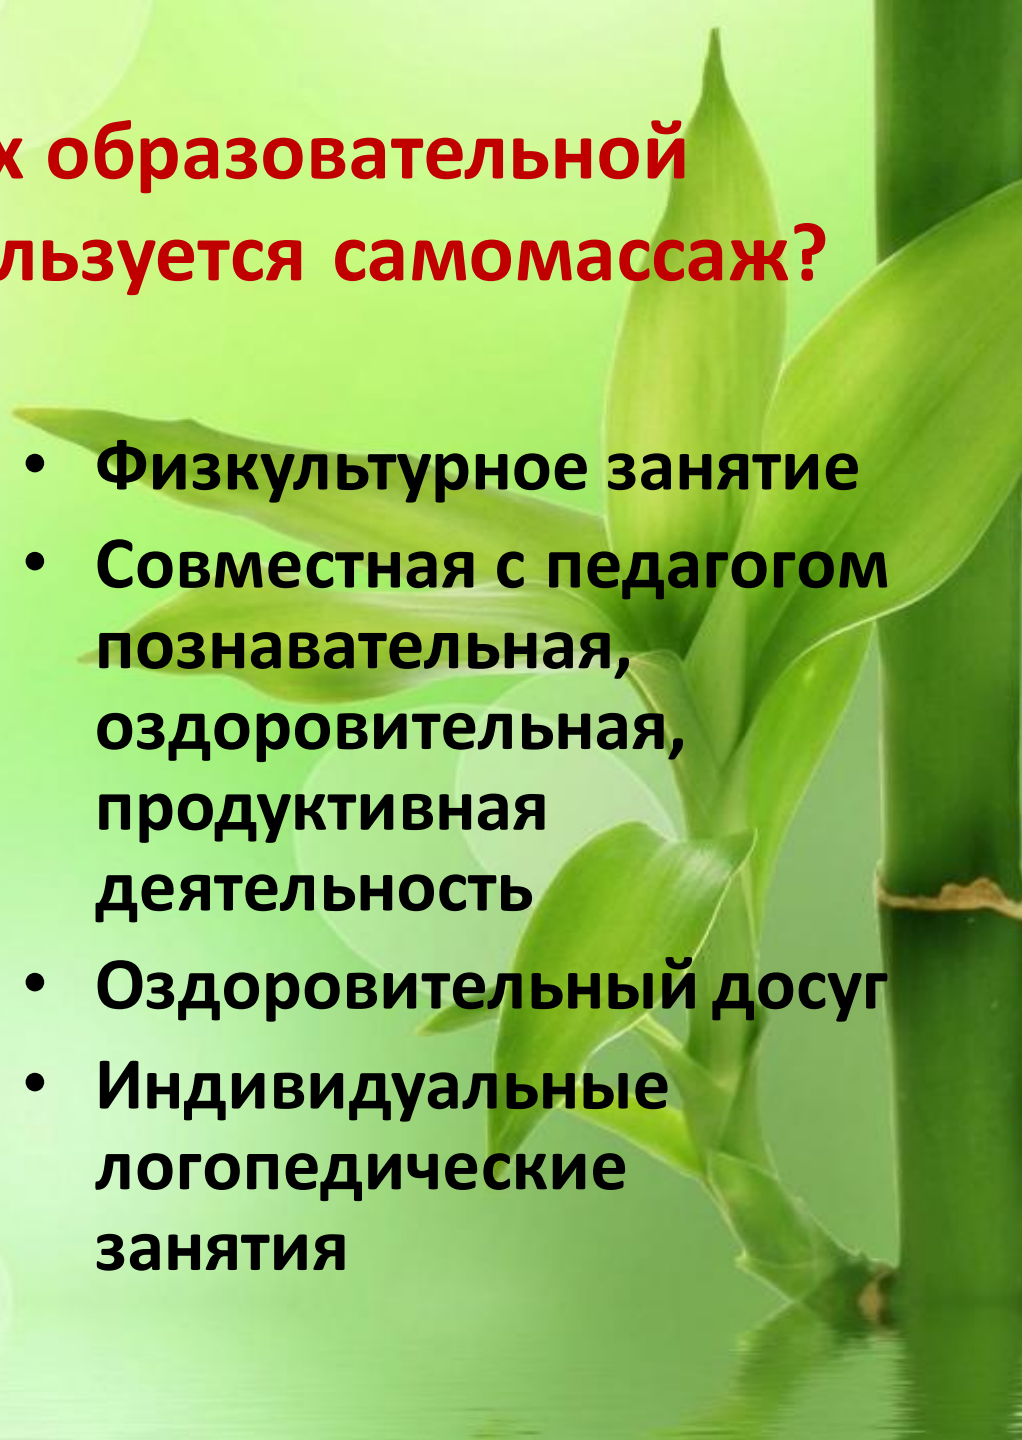 х образовательной
льзуется самомассаж?
• Физкультурное занятие
• Совместная с педагогом
познавательная,
оздоровительная,
продуктивная
деятельность
• Оздоровительный досуг
• Индивидуальные
логопедические
занятия